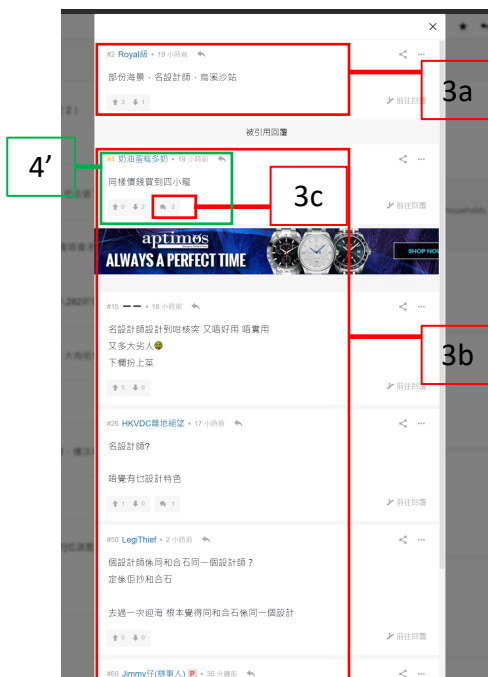 ×
#2 Royal級 • 19 小時前
部份海景，名設計師，烏溪沙站
3 1
前往回覆
3a
被引用回覆
4’
#4 奶油蛋糕多奶 • 19 小時前
同樣價錢買到四小龍
0 2 2
前往回覆
3c
aptimos
ALWAYS A PERFECT TIME
SHOP NOW
#15 ━ ━ • 18 小時前
名設計師設計到咁核突 又唔好用 唔實用
又多大劣人
下欄扮上菜
5 0
前往回覆
3b
#26 HKVDC離地絕望 • 17 小時前
名設計師?
唔覺有乜設計特色
1 0 1
前往回覆
#50 LegiThief • 2 小時前
個設計師係同和合石同一個設計師？
定係佢抄和合石
去過一次迎海 根本覺得同和合石係同一個設計
0 0
前往回覆
#69 Jimmy仔(辦事人) P • 35 分鐘前